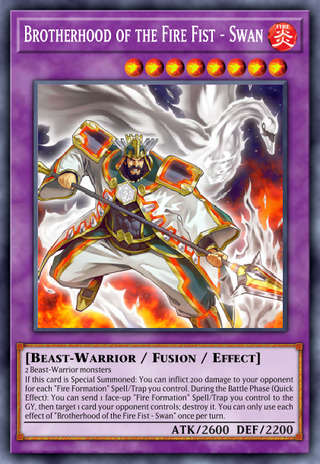 BROTHERHOOD OF THE FIRE FIST - SWAN
FIRE
炎
[BEAST-WARRIOR / FUSION / EFFECT]
2 Beast-Warrior monsters
If this card is Special Summoned: You can inflict 200 damage to your opponent
for each "Fire Formation" Spell/Trap you control. During the Battle Phase (Quick
Effect): You can send 1 face-up "Fire Formation" Spell/Trap you control to the
GY, then target 1 card your opponent controls; destroy it. You can only use each
effect of "Brotherhood of the Fire Fist - Swan" once per turn.
ATK/2600 DEF/2200